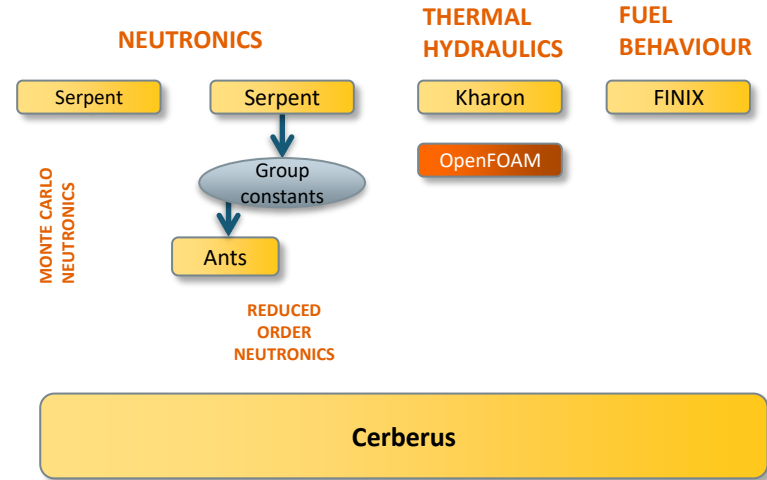 NEUTRONICS
THERMAL
HYDRAULICS
FUEL
BEHAVIOUR
Serpent
Serpent
Kharon
FINIX
OpenFOAM
Group
constants
MONTE CARLO
NEUTRONICS
Ants
REDUCED
ORDER
NEUTRONICS
Cerberus